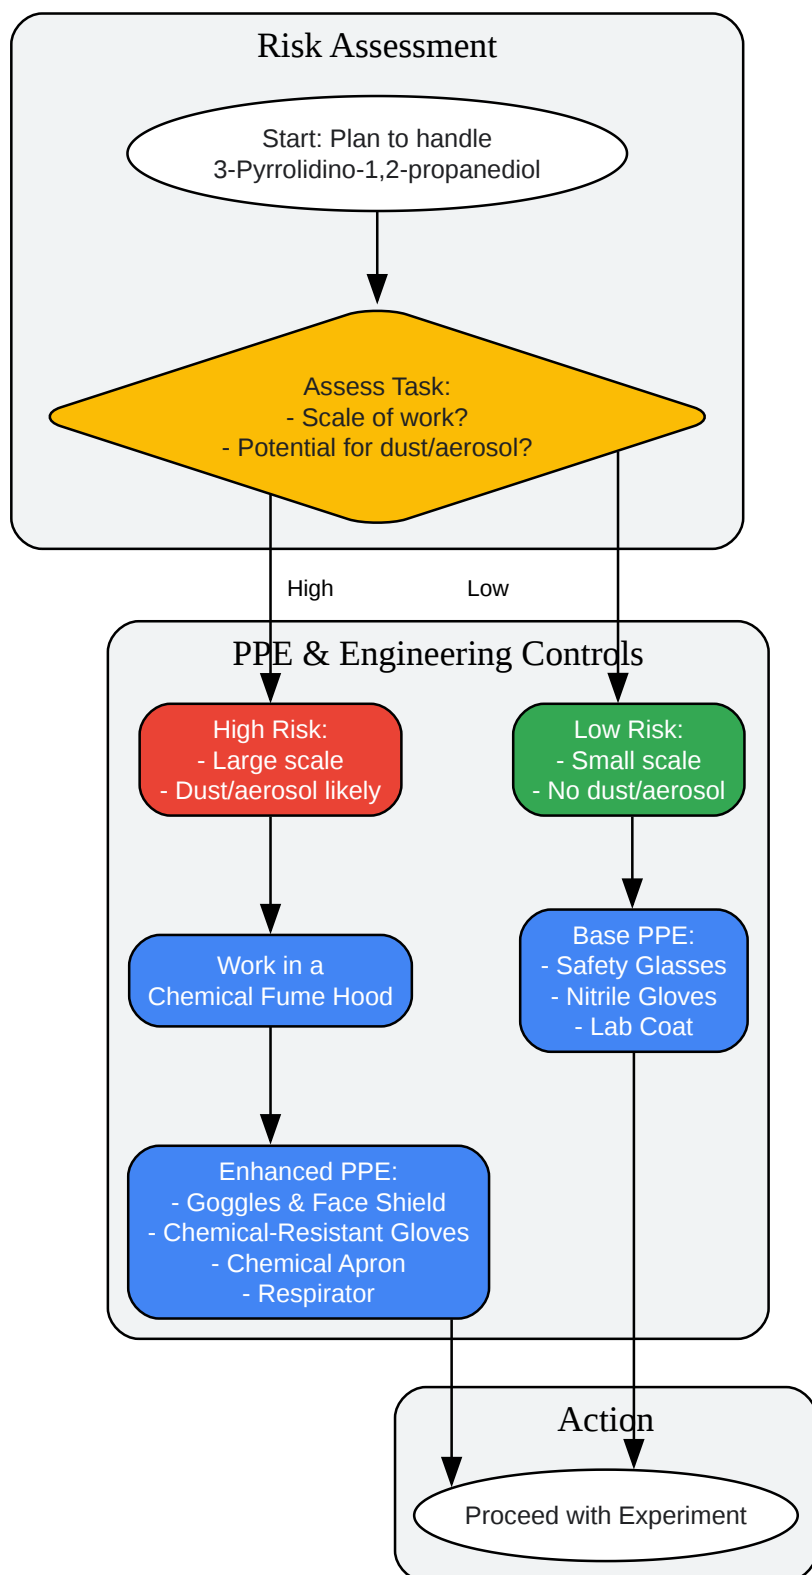 Risk Assessment
Start: Plan to handle
3-Pyrrolidino-1,2-propanediol
Assess Task:
- Scale of work?
- Potential for dust/aerosol?
High
Low
PPE & Engineering Controls
High Risk:
- Large scale
- Dust/aerosol likely
Low Risk:
- Small scale
- No dust/aerosol
Work in a
Chemical Fume Hood
Base PPE:
- Safety Glasses
- Nitrile Gloves
- Lab Coat
Enhanced PPE:
- Goggles & Face Shield
- Chemical-Resistant Gloves
- Chemical Apron
- Respirator
Action
Proceed with Experiment